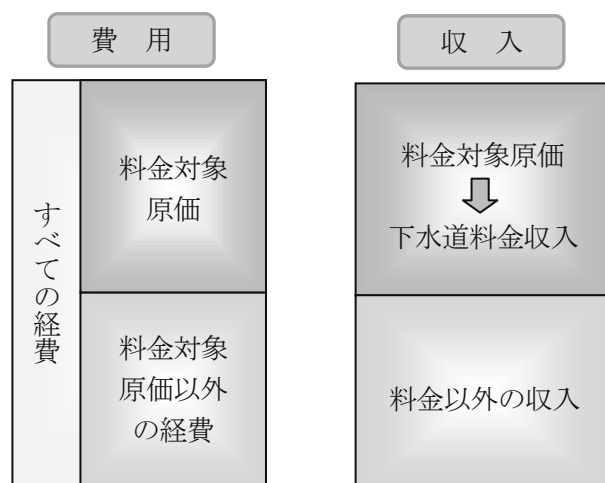 費 用
収 入
すべての経費
料金対象
原価
料金対象
原価以外
の経費
料金対象原価
下水道料金収入
料金以外の収入